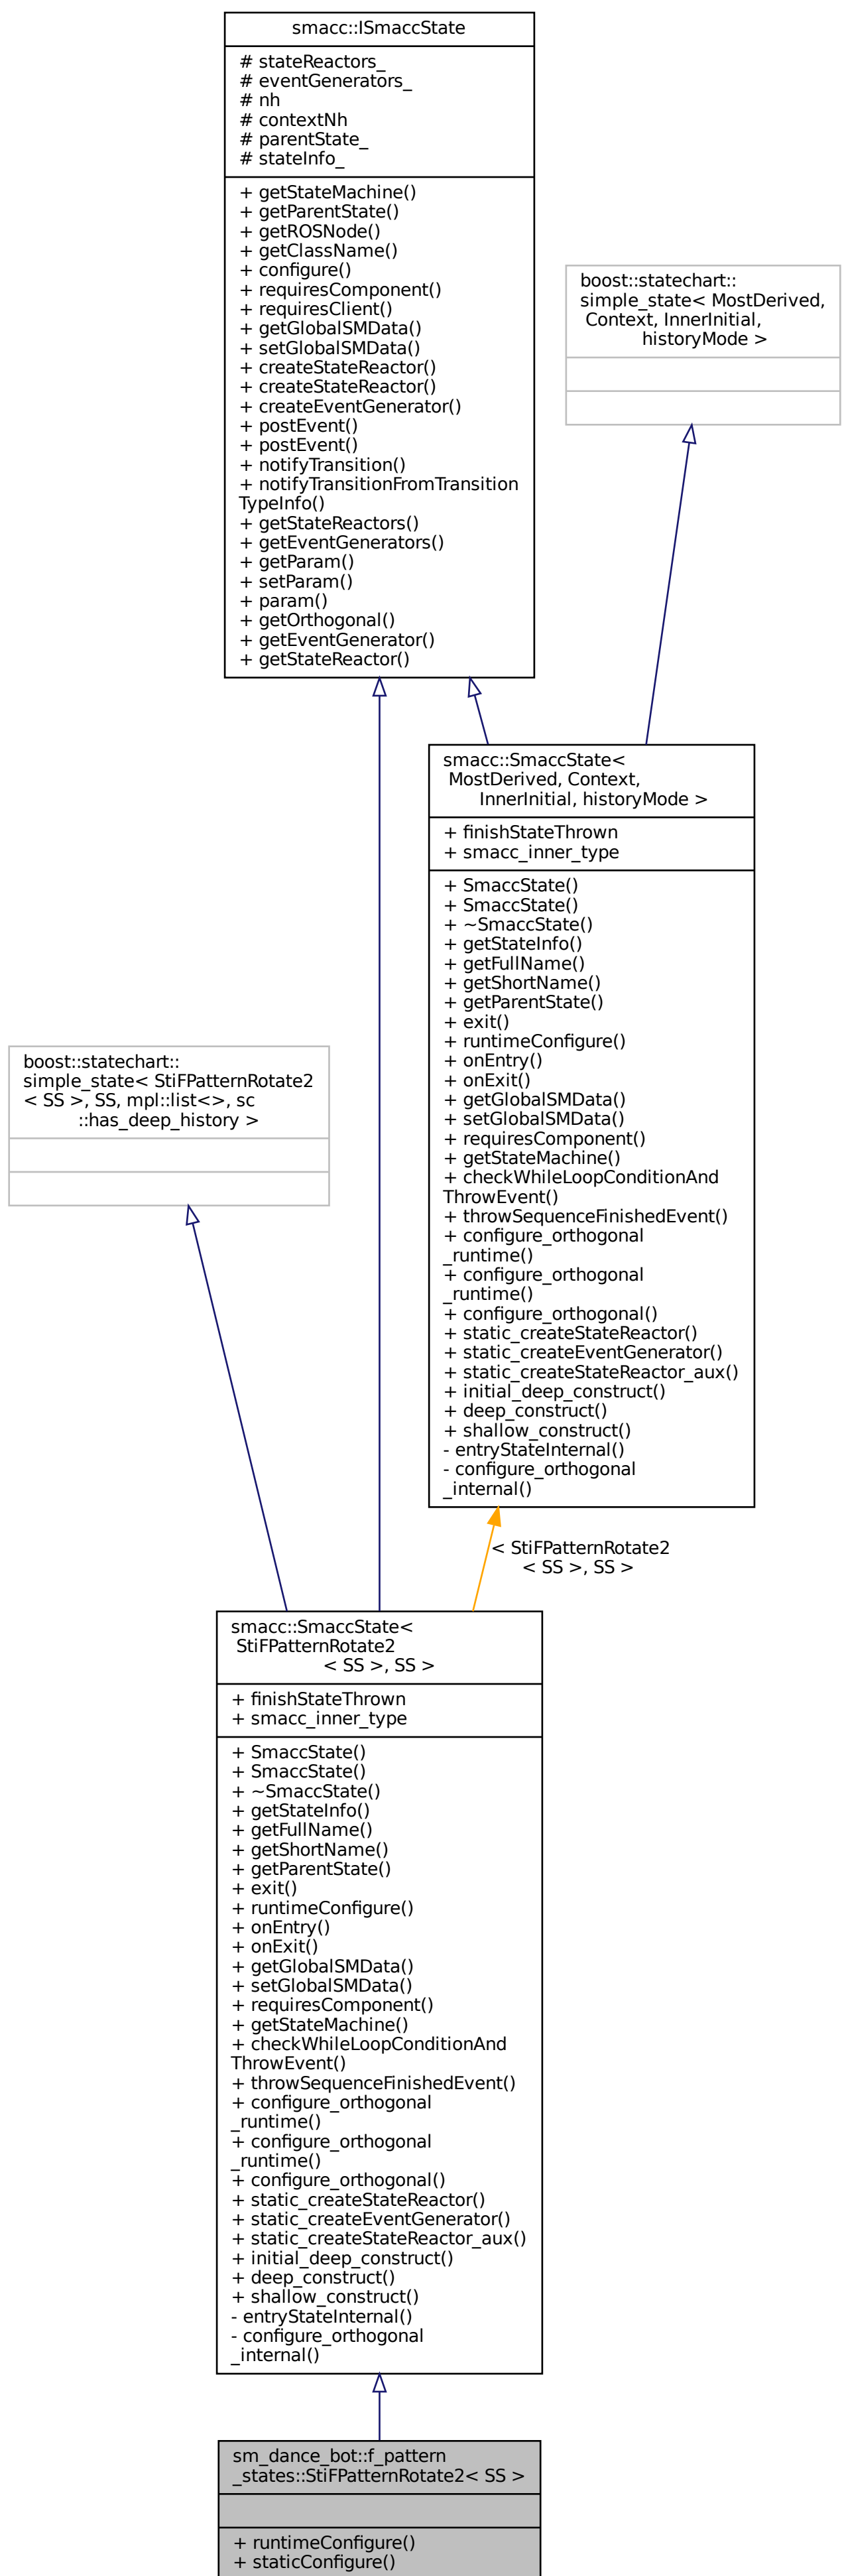 smacc::ISmaccState
# stateReactors_
# eventGenerators_
# nh
# contextNh
# parentState_
# stateInfo_
+ getStateMachine()
+ getParentState()
+ getROSNode()
+ getClassName()
+ configure()
+ requiresComponent()
+ requiresClient()
+ getGlobalSMData()
+ setGlobalSMData()
+ createStateReactor()
+ createStateReactor()
+ createEventGenerator()
+ postEvent()
+ postEvent()
+ notifyTransition()
+ notifyTransitionFromTransition
TypeInfo()
+ getStateReactors()
+ getEventGenerators()
+ getParam()
+ setParam()
+ param()
+ getOrthogonal()
+ getEventGenerator()
+ getStateReactor()
boost::statechart::
simple_state< MostDerived,
Context, InnerInitial,
historyMode >
smacc::SmaccState<
MostDerived, Context,
InnerInitial, historyMode >
+ finishStateThrown
+ smacc_inner_type
+ SmaccState()
+ SmaccState()
+ ~SmaccState()
+ getStateInfo()
+ getFullName()
+ getShortName()
+ getParentState()
+ exit()
+ runtimeConfigure()
+ onEntry()
+ onExit()
+ getGlobalSMData()
+ setGlobalSMData()
+ requiresComponent()
+ getStateMachine()
+ checkWhileLoopConditionAnd
ThrowEvent()
+ throwSequenceFinishedEvent()
+ configure_orthogonal
_runtime()
+ configure_orthogonal
_runtime()
+ configure_orthogonal()
+ static_createStateReactor()
+ static_createEventGenerator()
+ static_createStateReactor_aux()
+ initial_deep_construct()
+ deep_construct()
+ shallow_construct()
- entryStateInternal()
- configure_orthogonal
_internal()
boost::statechart::
simple_state< StiFPatternRotate2
< SS >, SS, mpl::list<>, sc
::has_deep_history >
< StiFPatternRotate2
< SS >, SS >
smacc::SmaccState<
StiFPatternRotate2
< SS >, SS >
+ finishStateThrown
+ smacc_inner_type
+ SmaccState()
+ SmaccState()
+ ~SmaccState()
+ getStateInfo()
+ getFullName()
+ getShortName()
+ getParentState()
+ exit()
+ runtimeConfigure()
+ onEntry()
+ onExit()
+ getGlobalSMData()
+ setGlobalSMData()
+ requiresComponent()
+ getStateMachine()
+ checkWhileLoopConditionAnd
ThrowEvent()
+ throwSequenceFinishedEvent()
+ configure_orthogonal
_runtime()
+ configure_orthogonal
_runtime()
+ configure_orthogonal()
+ static_createStateReactor()
+ static_createEventGenerator()
+ static_createStateReactor_aux()
+ initial_deep_construct()
+ deep_construct()
+ shallow_construct()
- entryStateInternal()
- configure_orthogonal
_internal()
sm_dance_bot::f_pattern
_states::StiFPatternRotate2< SS >
+ runtimeConfigure()
+ staticConfigure()